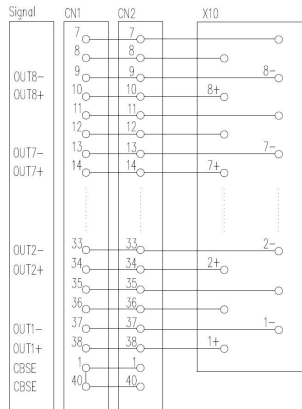 Signal CN1 CN2 X10
7 7
8 8
OUT8- 9 9 8-
OUT8+ 10 10 8+
11 11
12 12
OUT7- 13 13 7-
OUT7+ 14 14 7+
OUT2- 33 33 2-
OUT2+ 34 34 2+
35 35
36 36
OUT1- 37 37 1-
OUT1+ 38 38 1+
CBSE 1 1
CBSE 40 40